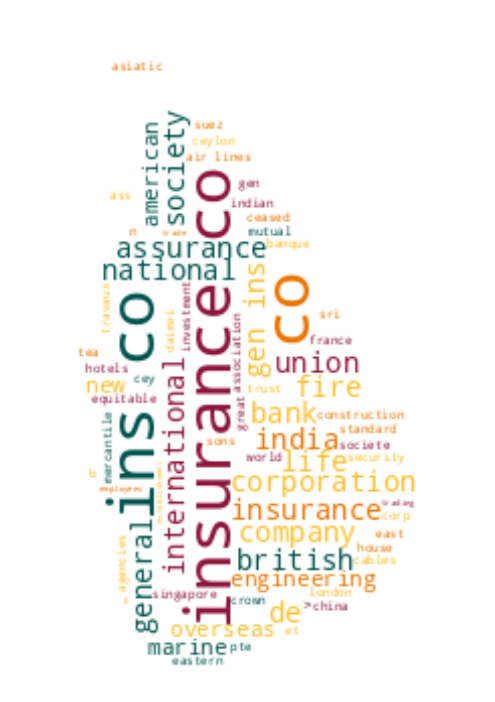 asiatic
suez
ceylon
air lines
american
society
gen
ass
indian
ceased
n
trade
mutual
assurance
banque
national
insurance co
ins co
co
gen ins
travaux
investment
daimei
sri
association
france
tea
hotels
cey
union
new
equitable
trust
fire
great
bank
construction
mercantile
india
standard
sons
societe
international
world
life
security
br
corporation
employees
insurance
trading
corp
general
company
east
house
british
cables
agencies
engineering
london
singapore
crown
de
china
overseas
et
marine
pte
eastern